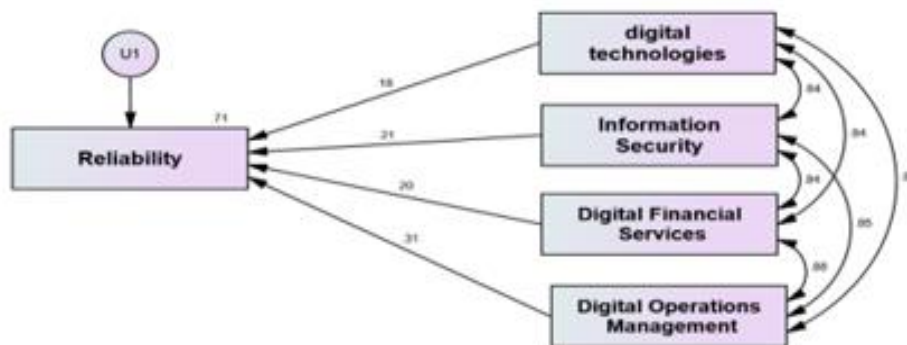 U1
71
Reliability
18
21
20
31
digital
technologies
Information
Security
Digital Financial
Services
Digital Operations
Management
84
84
84
85
88